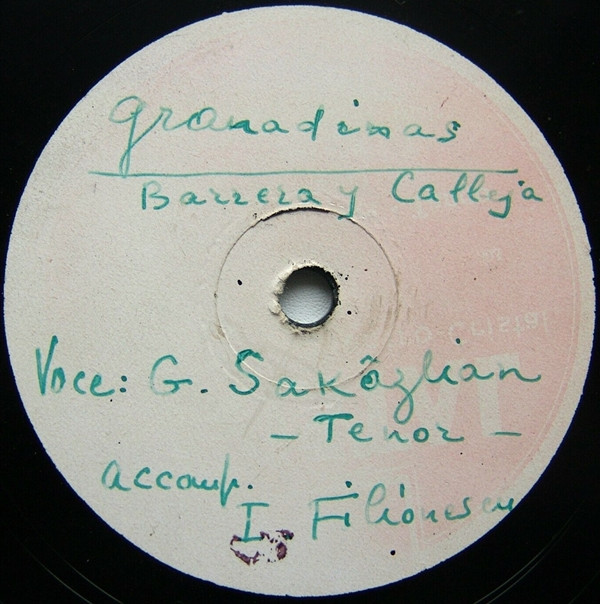 Granadinas
Barrera y Calleja
Voce: G. Sakãzlian
- Tenor -
accomp.
I. Filionescu